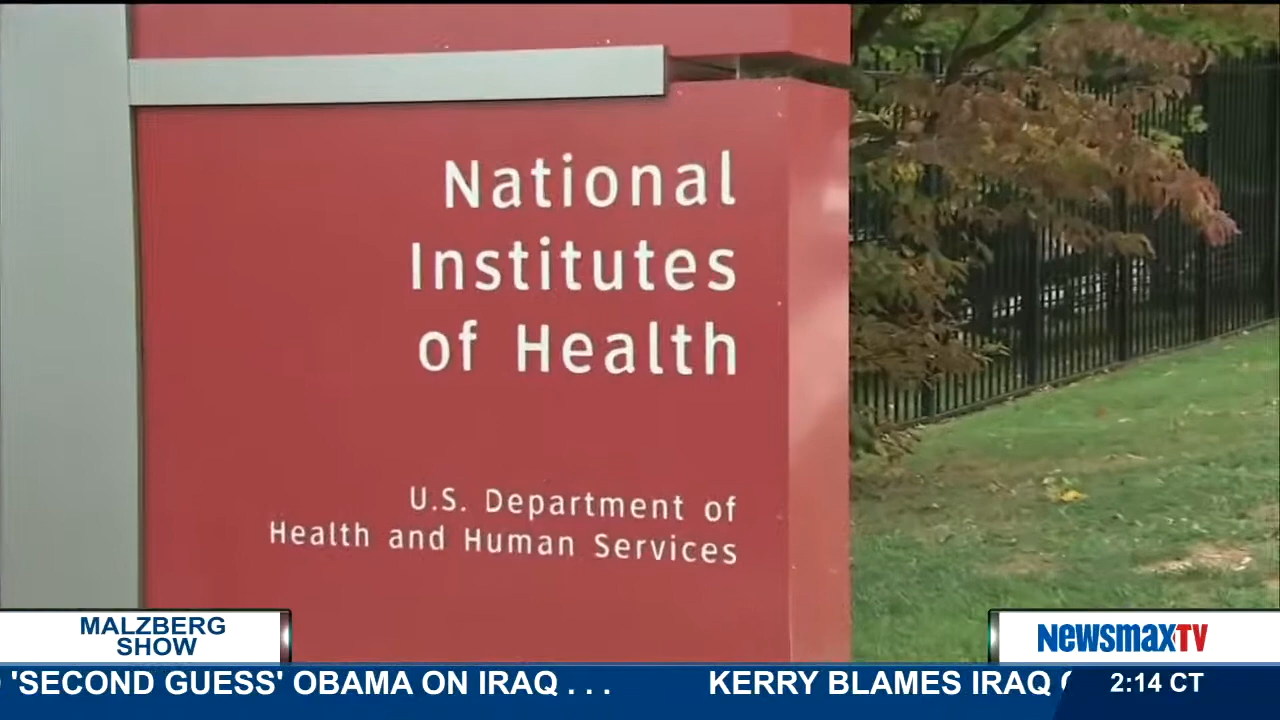 National
Institutes
of Health
U.S. Department of
Health and Human Services
MALZBERG
SHOW
NEWSMAXTV
'SECOND GUESS' OBAMA ON IRAQ . . .
KERRY BLAMES IRAQ
2:14 CT